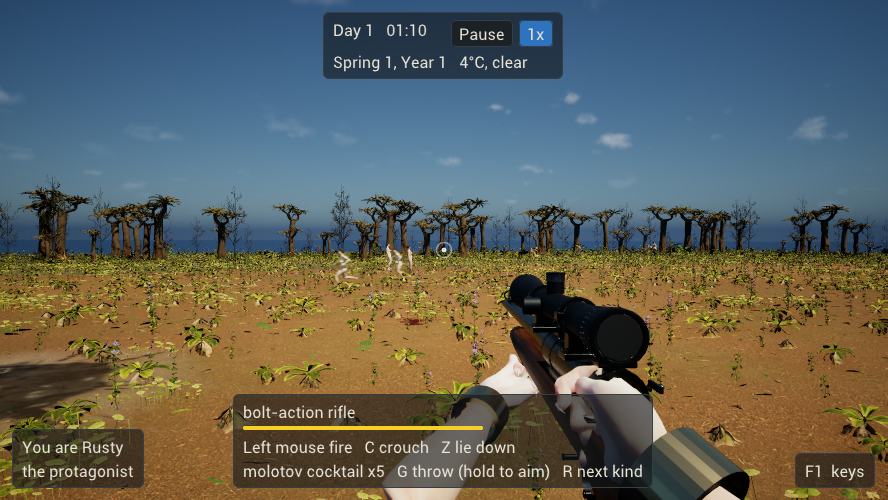 Day 1 01:10 Pause 1x
Spring 1, Year 1 4°C, clear
bolt-action rifle
Left mouse fire C crouch Z lie down
molotov cocktail x5 G throw (hold to aim) R next kind
You are Rusty
the protagonist
F1 keys